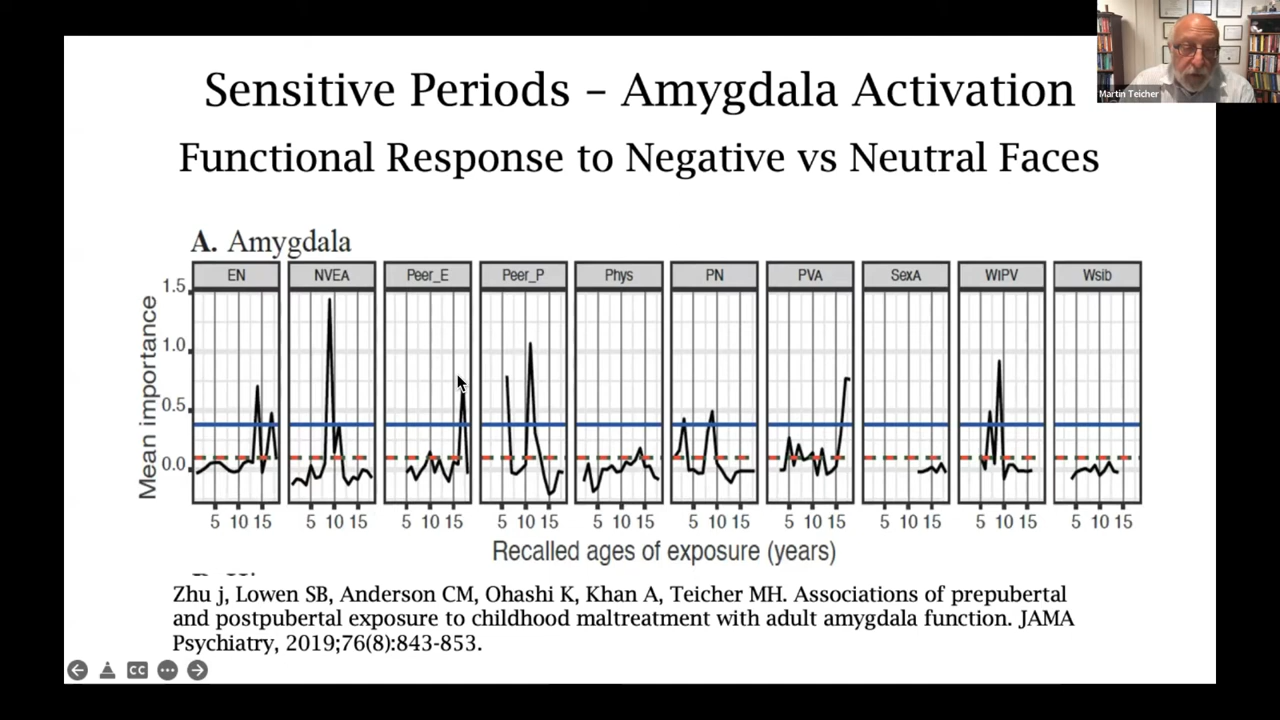 Sensitive Periods – Amygdala Activation
Martin Teicher
Functional Response to Negative vs Neutral Faces
A. Amygdala
EN NVEA Peer_E Peer_P Phys PN PVA SexA WIPV Wsib
1.5
1.0
0.5
0.0
Mean importance
5 10 15 5 10 15 5 10 15 5 10 15 5 10 15 5 10 15 5 10 15 5 10 15 5 10 15 5 10 15
Recalled ages of exposure (years)
Zhu j, Lowen SB, Anderson CM, Ohashi K, Khan A, Teicher MH. Associations of prepubertal
and postpubertal exposure to childhood maltreatment with adult amygdala function. JAMA
Psychiatry, 2019;76(8):843-853.
CC